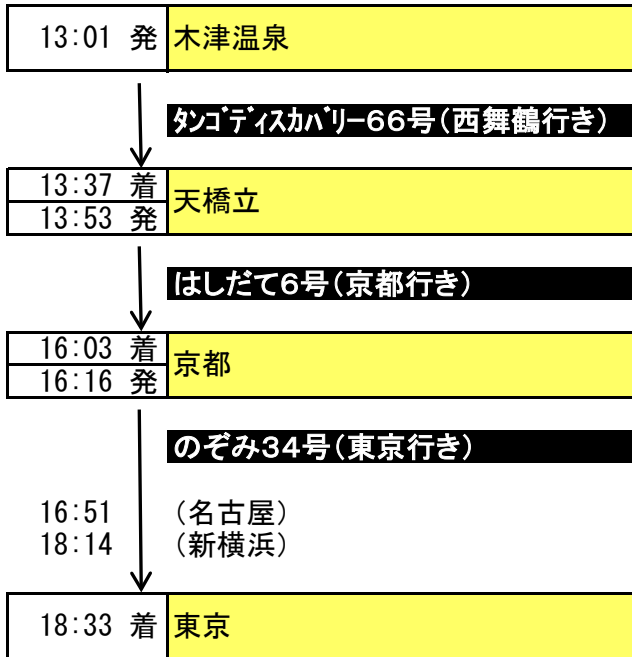 13:01 発 木津温泉
ﾀﾝｺﾞﾃﾞｨｽｶﾊﾞﾘｰ66号(西舞鶴行き)
13:37 着
天橋立
13:53 発
はしだて6号(京都行き)
16:03 着
京都
16:16 発
のぞみ34号(東京行き)
16:51 (名古屋)
18:14 (新横浜)
18:33 着 東京